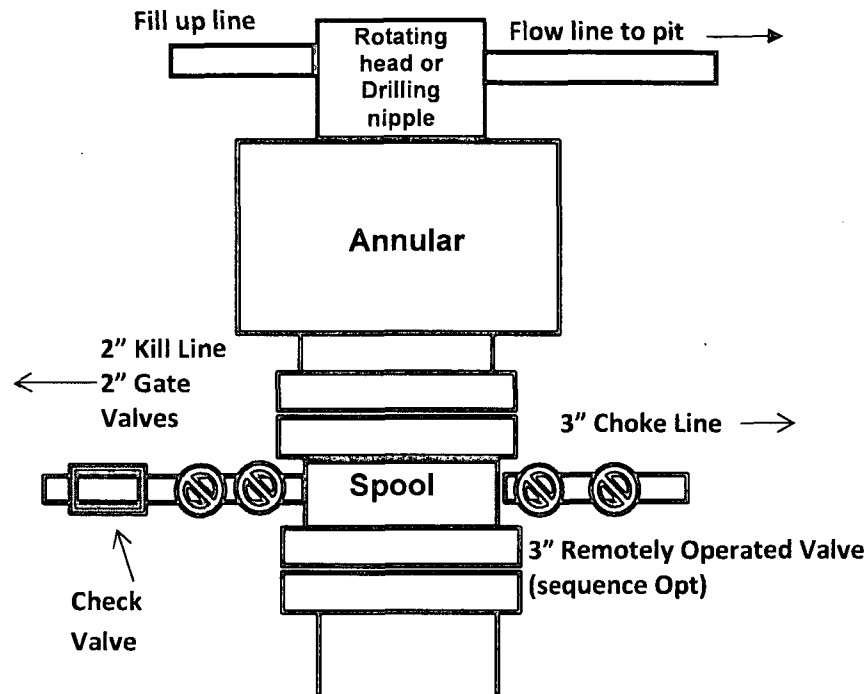 Fill up line
Rotating
head or
Drilling
nipple
Flow line to pit
Annular
2” Kill Line
2” Gate
Valves
3” Choke Line
Spool
3” Remotely Operated Valve
(sequence Opt)
Check
Valve